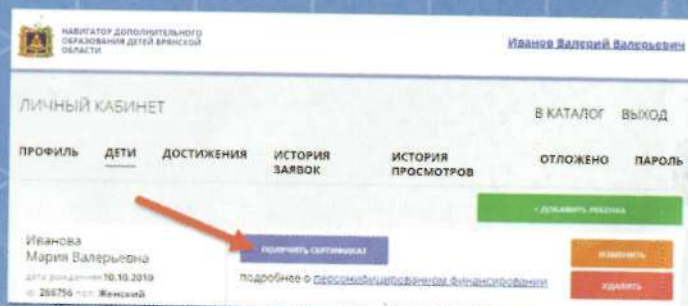 НАВИГАТОР ДОПОЛНИТЕЛЬНОГО
ОБРАЗОВАНИЯ ДЕТЕЙ БРЯНСКОЙ
ОБЛАСТИ
Иванов Валерий Валерьевич
ЛИЧНЫЙ КАБИНЕТ
В КАТАЛОГ ВЫХОД
ПРОФИЛЬ ДЕТИ ДОСТИЖЕНИЯ ИСТОРИЯ ЗАЯВОК ИСТОРИЯ ПРОСМОТРОВ ОТЛОЖЕНО ПАРОЛЬ
+ ДОБАВИТЬ РЕБЕНКА
Иванова
Мария Валерьевна
дата рождения 10.10.2010
id: 266756 пол: Женский
ПОЛУЧИТЬ СЕРТИФИКАТ
подробнее о персонифицированном финансировании
ИЗМЕНИТЬ
УДАЛИТЬ